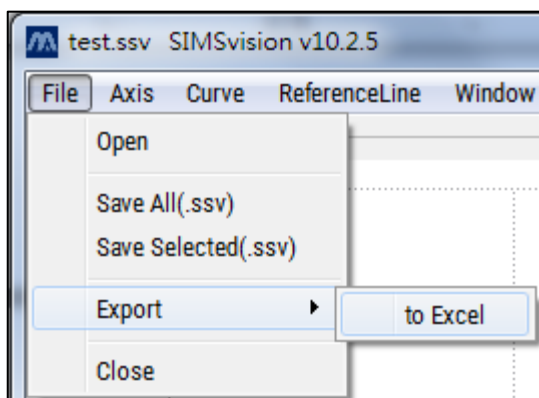 test.ssv SIMSvision v10.2.5
File Axis Curve ReferenceLine Window
Open
Save All(.ssv)
Save Selected(.ssv)
Export to Excel
Close